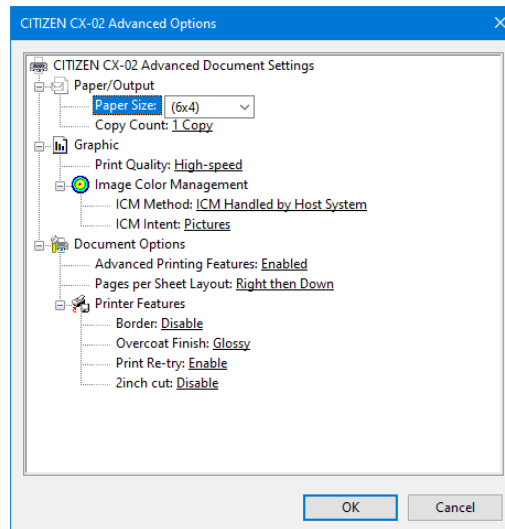 CITIZEN CX-02 Advanced Options
CITIZEN CX-02 Advanced Document Settings
Paper/Output
Paper Size: (6x4)
Copy Count: 1 Copy
Graphic
Print Quality: High-speed
Image Color Management
ICM Method: ICM Handled by Host System
ICM Intent: Pictures
Document Options
Advanced Printing Features: Enabled
Pages per Sheet Layout: Right then Down
Printer Features
Border: Disable
Overcoat Finish: Glossy
Print Re-try: Enable
2inch cut: Disable
OK Cancel